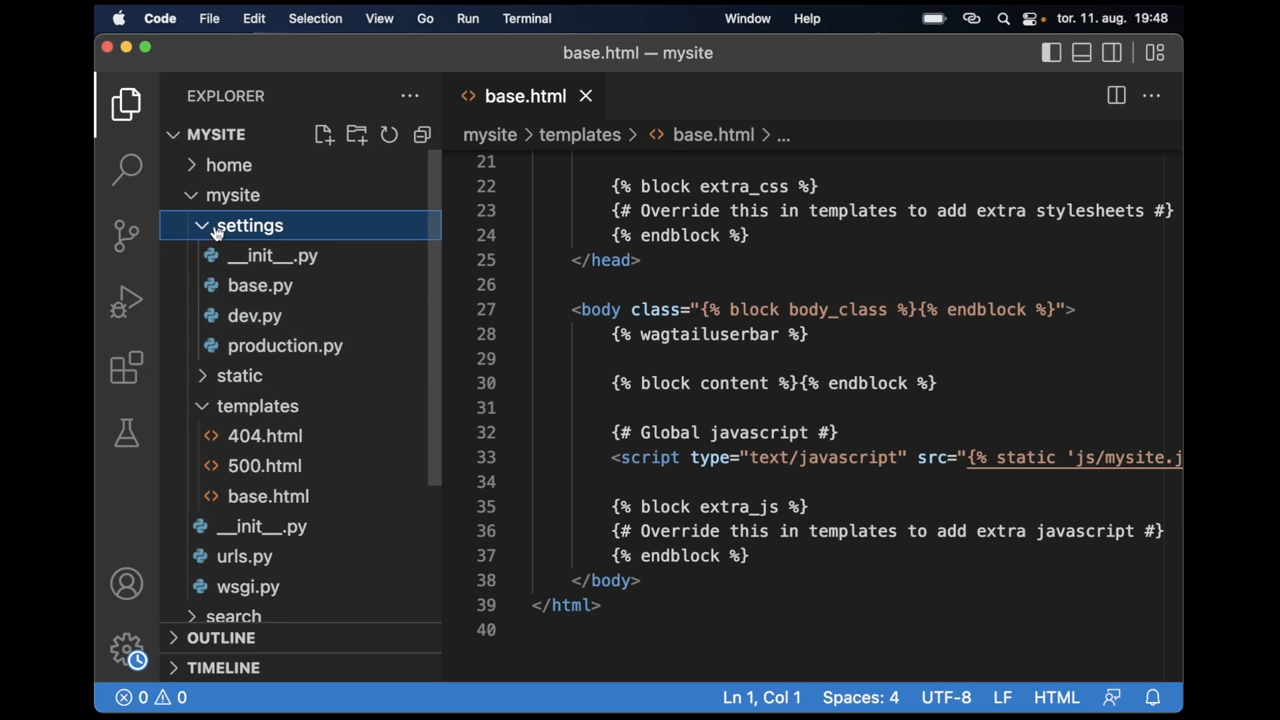 Code File Edit Selection View Go Run Terminal Window Help tor. 11. aug. 19:48
base.html — mysite
EXPLORER
base.html
MYSITE
mysite > templates > base.html > ...
home
mysite
settings
__init__.py
base.py
dev.py
production.py
static
templates
404.html
500.html
base.html
__init__.py
urls.py
wsgi.py
search
OUTLINE
TIMELINE
21
22 {% block extra_css %}
23 {# Override this in templates to add extra stylesheets #}
24 {% endblock %}
25 </head>
26
27 <body class="{% block body_class %}{% endblock %}">
28 {% wagtailuserbar %}
29
30 {% block content %}{% endblock %}
31
32 {# Global javascript #}
33 <script type="text/javascript" src="{% static 'js/mysite.j
34
35 {% block extra_js %}
36 {# Override this in templates to add extra javascript #}
37 {% endblock %}
38 </body>
39 </html>
40
0 0 Ln 1, Col 1 Spaces: 4 UTF-8 LF HTML